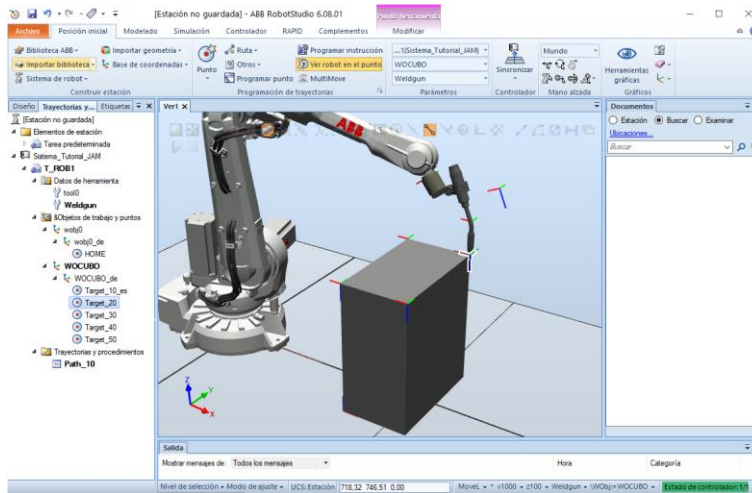 [Estación no guardada] - ABB RobotStudio 6.08.01
Archivo Posición inicial Modelado Simulación Controlador RAPID Complementos Modificar
Biblioteca ABB Importar geometría Ruta Programar instrucción ...1(Sistema_Tutorial_JAM) Mundo
Importar biblioteca Base de coordenadas Otros Ver robot en el punto WOCUBO
Sistema de robot Punto Programar punto MultiMove Weldgun Sincronizar Herramientas gráficas
Construir estación Programación de trayectorias Parámetros Controlador Mano alzada Gráficos
Diseño Trayectorias y... Etiquetas
Ver1
Documentos
[Estación no guardada]
Estación Buscar Examinar
Elementos de estación
Ubicaciones...
Tarea predeterminada
Buscar
Sistema_Tutorial_JAM
T_ROB1
Datos de herramienta
tool0
Weldgun
&Objetos de trabajo y puntos
wobj0
wobj0_de
HOME
WOCUBO
WOCUBO_de
Target_10_es
Target_20
Target_30
Target_40
Target_50
Trayectorias y procedimientos
Path_10
ABB
Z
Y
X
Salida
Mostrar mensajes de: Todos los mensajes Hora Categoría
Nivel de selección Modo de ajuste UCS: Estación 718,32 746,51 0,00 MoveL * v1000 z100 Weldgun \WObj:=WOCUBO Estado de controlador: 1/1